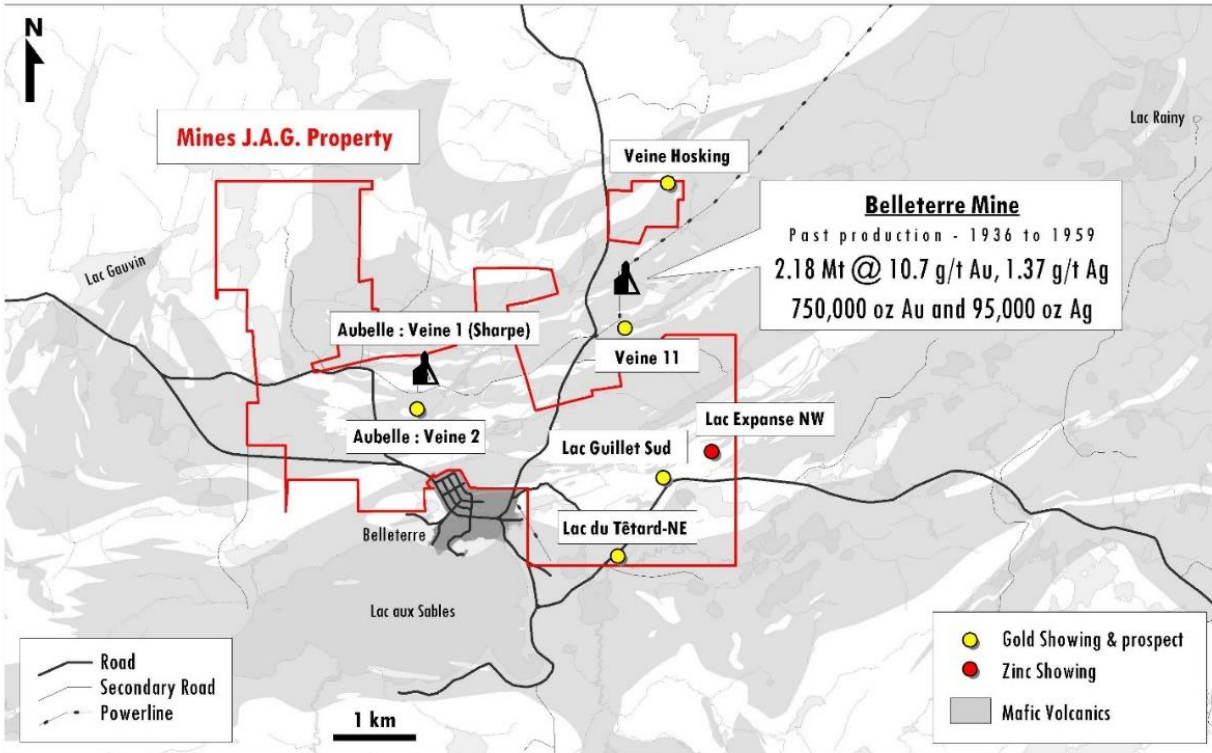 N
Mines J.A.G. Property
Lac Rainy
Veine Hosking
Belleterre Mine
Past production - 1936 to 1959
2.18 Mt @ 10.7 g/t Au, 1.37 g/t Ag
750,000 oz Au and 95,000 oz Ag
Lac Gauvin
Aubelle : Veine 1 (Sharpe)
Veine 11
Aubelle : Veine 2
Lac Expanse NW
Lac Guillet Sud
Lac du Têtard-NE
Belleterre
Lac aux Sables
Road
Secondary Road
Powerline
1 km
Gold Showing & prospect
Zinc Showing
Mafic Volcanics